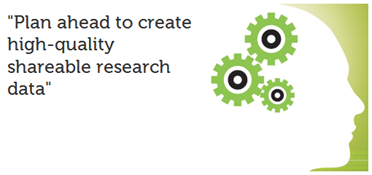 "Plan ahead to create
high-quality
shareable research
data"